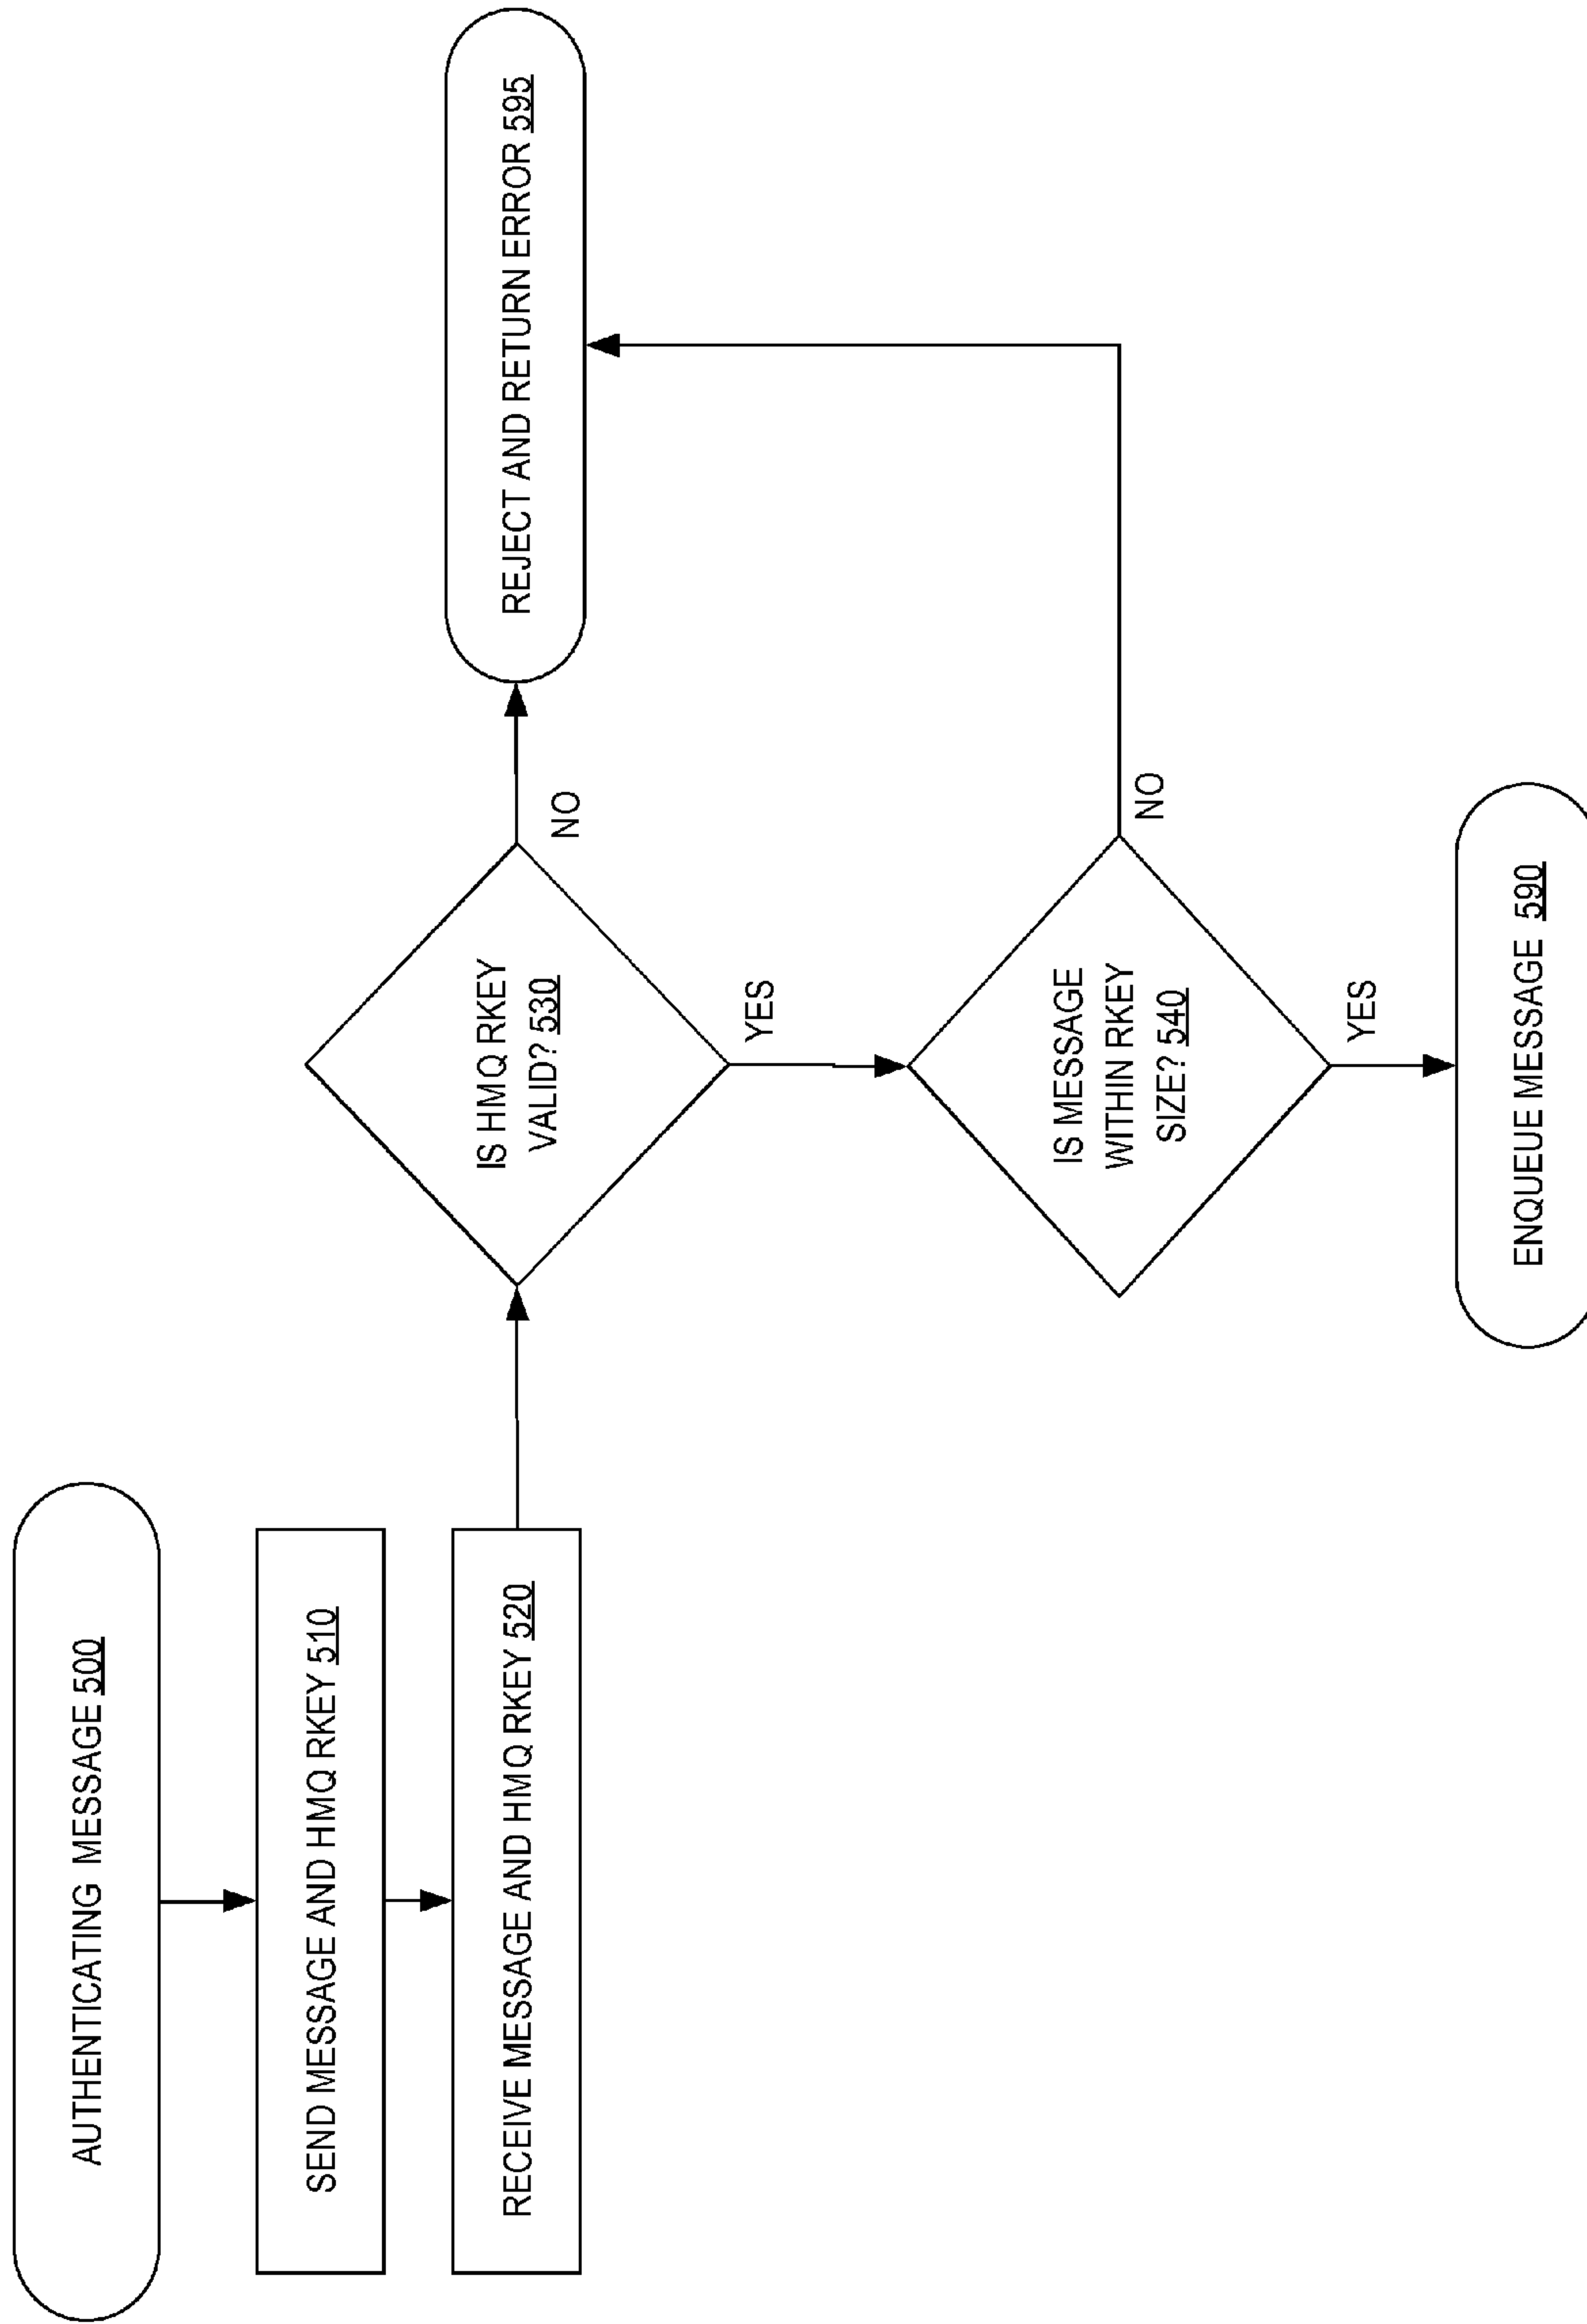 AUTHENTICATING MESSAGE 500
SEND MESSAGE AND HMQ RKEY 510
RECEIVE MESSAGE AND HMQ RKEY 520
IS HMQ RKEY
VALID? 530
NO
REJECT AND RETURN ERROR 595
YES
IS MESSAGE
WITHIN RKEY
SIZE? 540
NO
YES
ENQUEUE MESSAGE 590